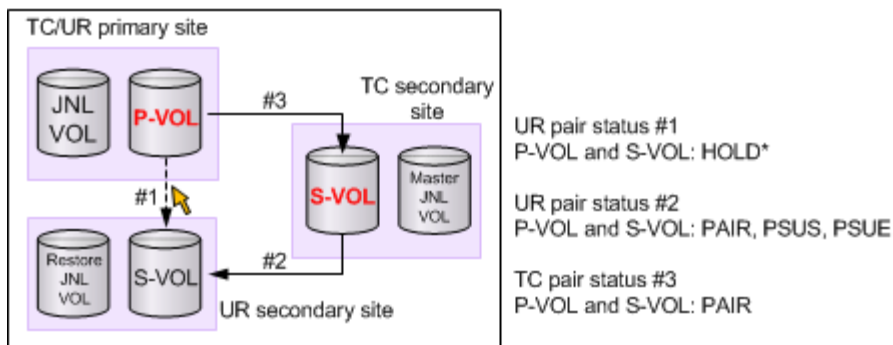 TC/UR primary site
JNL
VOL
P-VOL
#3
TC secondary
site
#1
S-VOL
Master
JNL
VOL
Restore
JNL
VOL
S-VOL
#2
UR secondary site
UR pair status #1
P-VOL and S-VOL: HOLD*
UR pair status #2
P-VOL and S-VOL: PAIR, PSUS, PSUE
TC pair status #3
P-VOL and S-VOL: PAIR